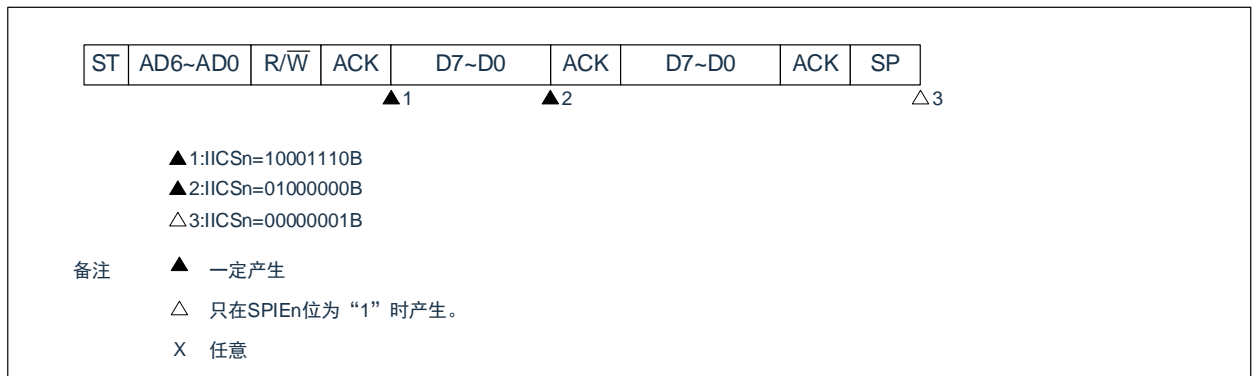 ST AD6~AD0 R/W̅ ACK D7~D0 ACK D7~D0 ACK SP
▲1 ▲2 △3
▲1:IICSn=10001110B
▲2:IICSn=01000000B
△3:IICSn=00000001B
备注 ▲ 一定产生
△ 只在SPIEn位为“1”时产生。
X 任意